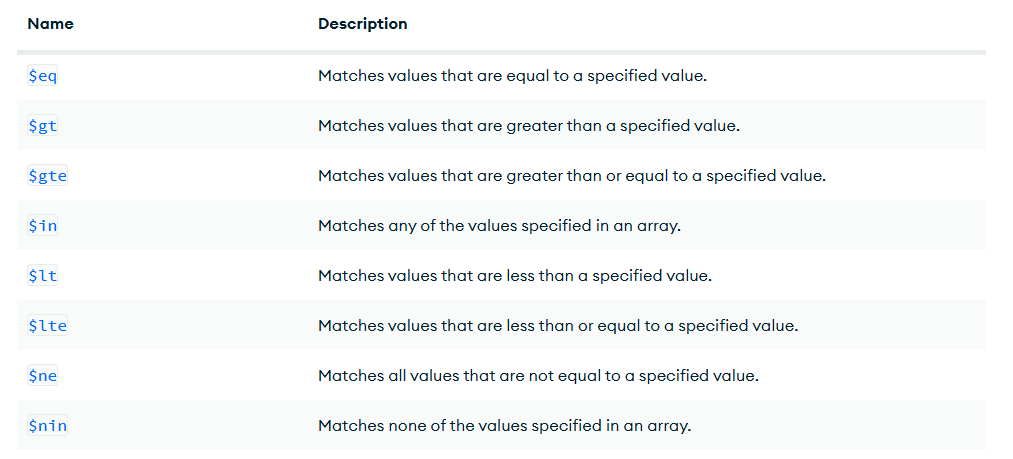 Name Description
$eq Matches values that are equal to a specified value.
$gt Matches values that are greater than a specified value.
$gte Matches values that are greater than or equal to a specified value.
$in Matches any of the values specified in an array.
$lt Matches values that are less than a specified value.
$lte Matches values that are less than or equal to a specified value.
$ne Matches all values that are not equal to a specified value.
$nin Matches none of the values specified in an array.